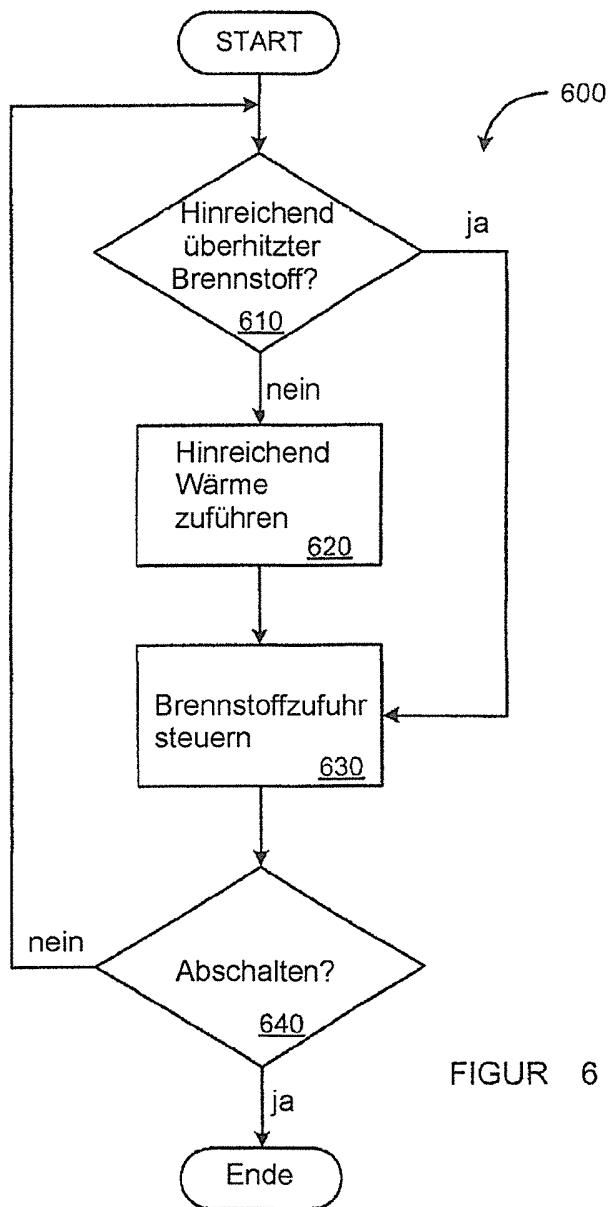 START
600
Hinreichend
überhitzter
Brennstoff?
610
ja
nein
Hinreichend
Wärme
zuführen
620
Brennstoffzufuhr
steuern
630
nein
Abschalten?
640
ja
FIGUR 6
Ende